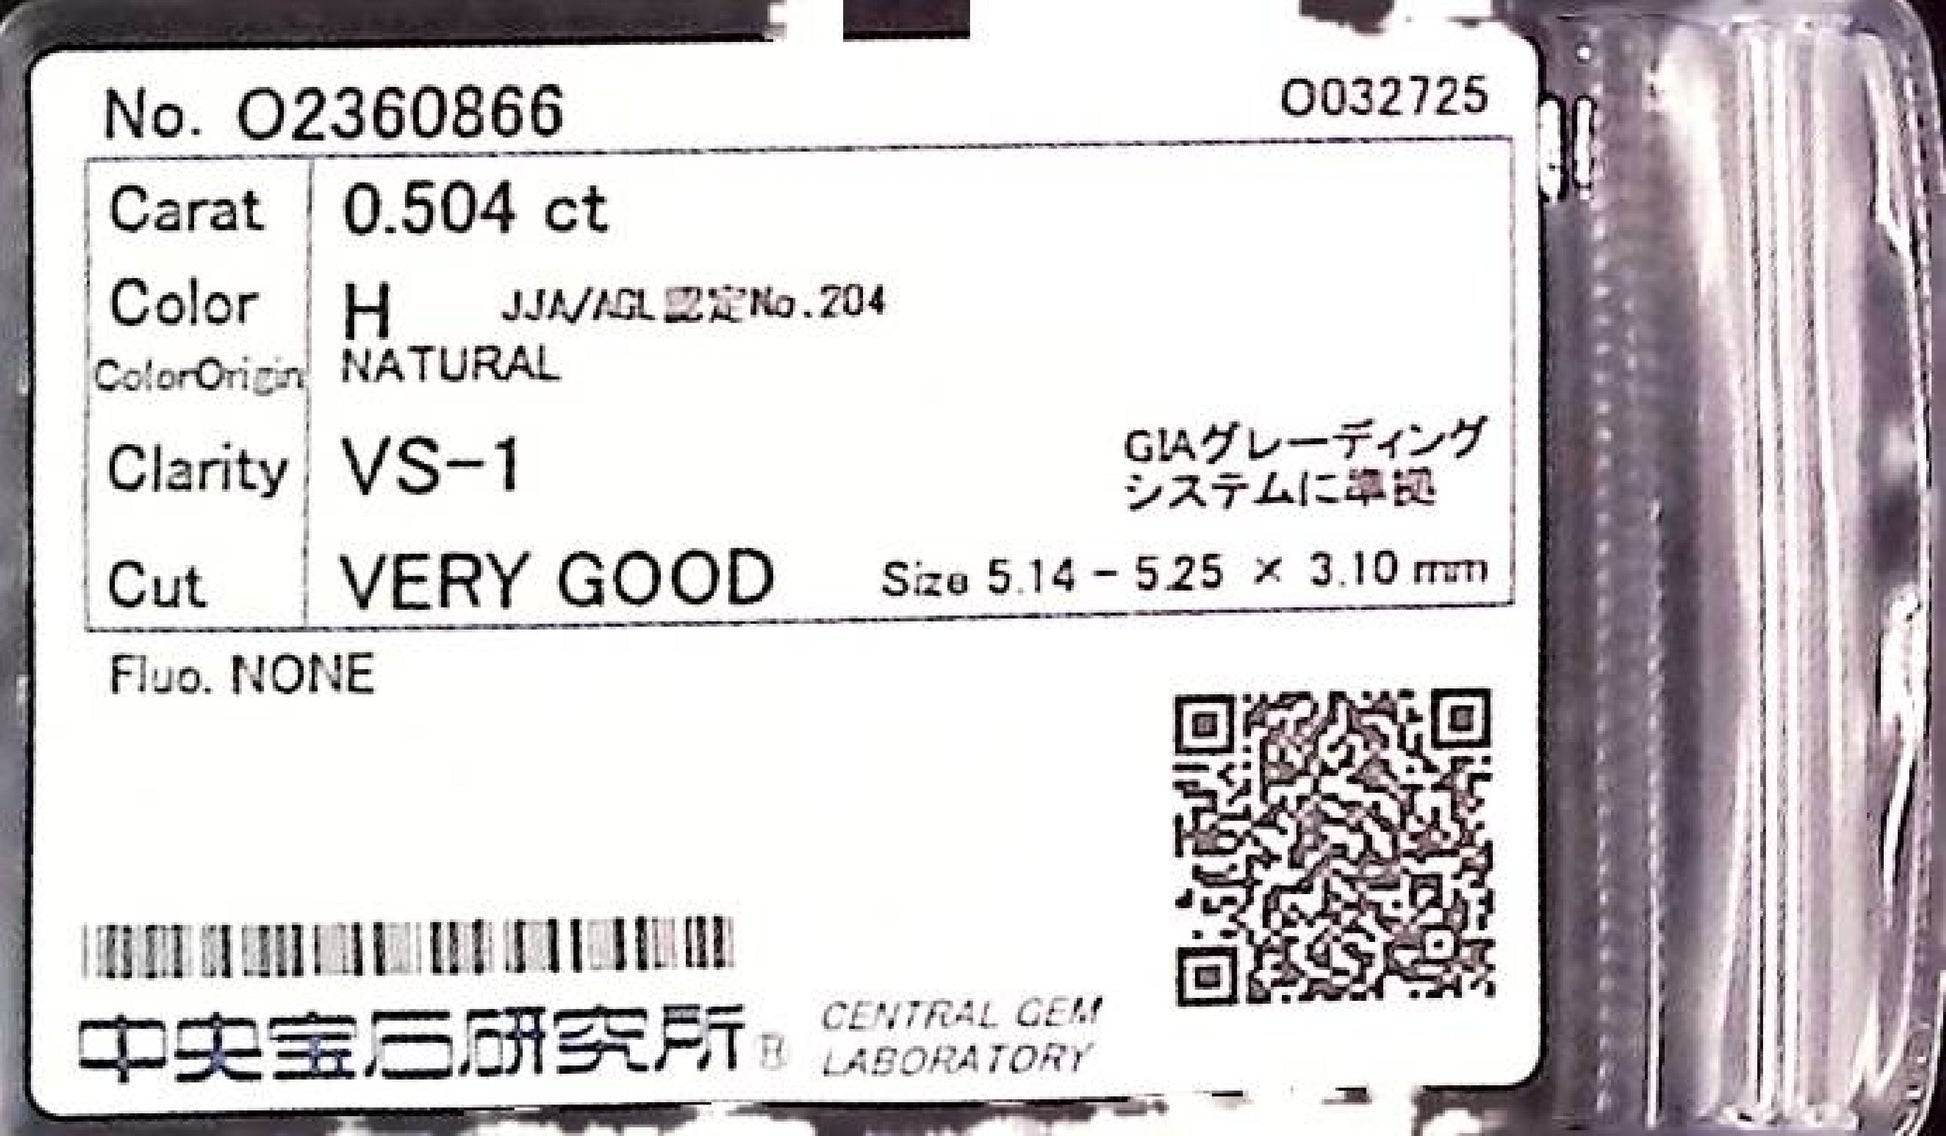 No. O2360866
O032725
Carat 0.504 ct
Color H JJA/AGL認定No.204
ColorOrigin NATURAL
Clarity VS-1
GIAグレーディング
システムに準拠
Cut VERY GOOD Size 5.14 - 5.25 × 3.10 mm
Fluo. NONE
中央宝石研究所®
CENTRAL GEM
LABORATORY